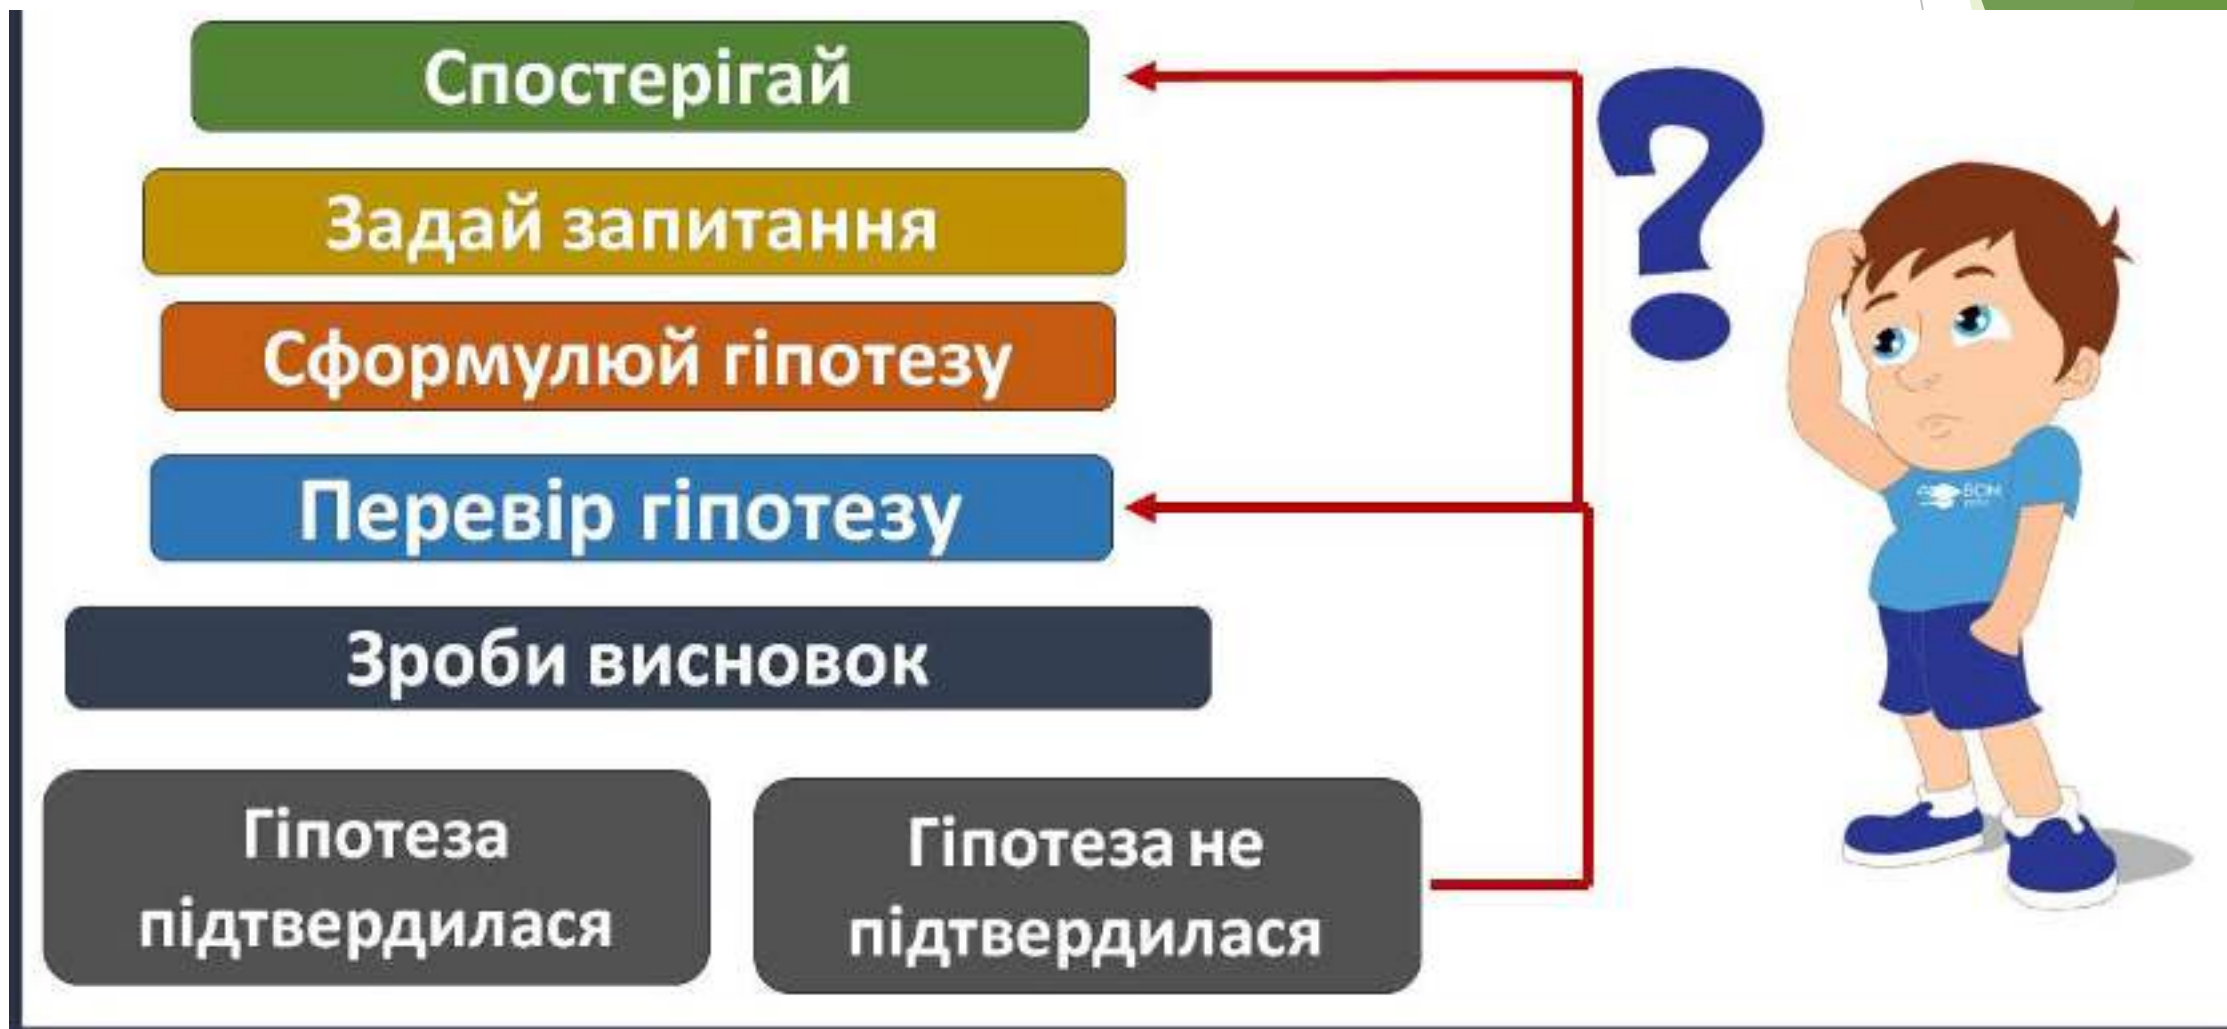 Спостерігай
Задай запитання
Сформулюй гіпотезу
Перевір гіпотезу
Зроби висновок
Гіпотеза
підтвердилася
Гіпотеза не
підтвердилася
?